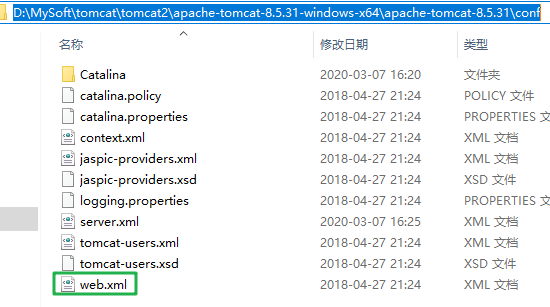 D:\MySoft\tomcat\tomcat2\apache-tomcat-8.5.31-windows-x64\apache-tomcat-8.5.31\conf
名称 修改日期 类型
Catalina 2020-03-07 16:20 文件夹
catalina.policy 2018-04-27 21:24 POLICY 文件
catalina.properties 2018-04-27 21:24 PROPERTIES 文
context.xml 2018-04-27 21:24 XML 文档
jaspic-providers.xml 2018-04-27 21:24 XML 文档
jaspic-providers.xsd 2018-04-27 21:24 XSD 文件
logging.properties 2018-04-27 21:24 PROPERTIES 文
server.xml 2020-03-07 16:25 XML 文档
tomcat-users.xml 2018-04-27 21:24 XML 文档
tomcat-users.xsd 2018-04-27 21:24 XSD 文件
web.xml 2018-04-27 21:24 XML 文档